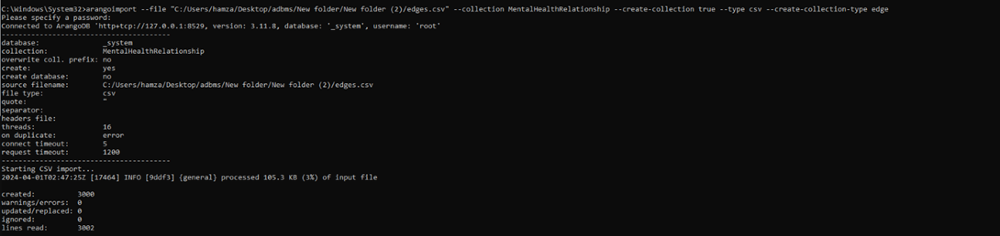 C:\Windows\System32>arangoimport --file "C:/Users/hamza/Desktop/adbms/New folder/New folder (2)/edges.csv" --collection MentalHealthRelationship --create-collection true --type csv --create-collection-type edge
Please specify a password:
Connected to ArangoDB 'http+tcp://127.0.0.1:8529, version: 3.11.8, database: '_system', username: 'root'
----------------------------------------
database: _system
collection: MentalHealthRelationship
overwrite coll. prefix: no
create: yes
create database: no
source filename: C:/Users/hamza/Desktop/adbms/New folder/New folder (2)/edges.csv
file type: csv
quote: "
separator:
headers file:
threads: 16
on duplicate: error
connect timeout: 5
request timeout: 1200
----------------------------------------
Starting CSV import...
2024-04-01T02:47:25Z [17464] INFO [9ddf3] {general} processed 105.3 KB (3%) of input file
created: 3000
warnings/errors: 0
updated/replaced: 0
ignored: 0
lines read: 3002